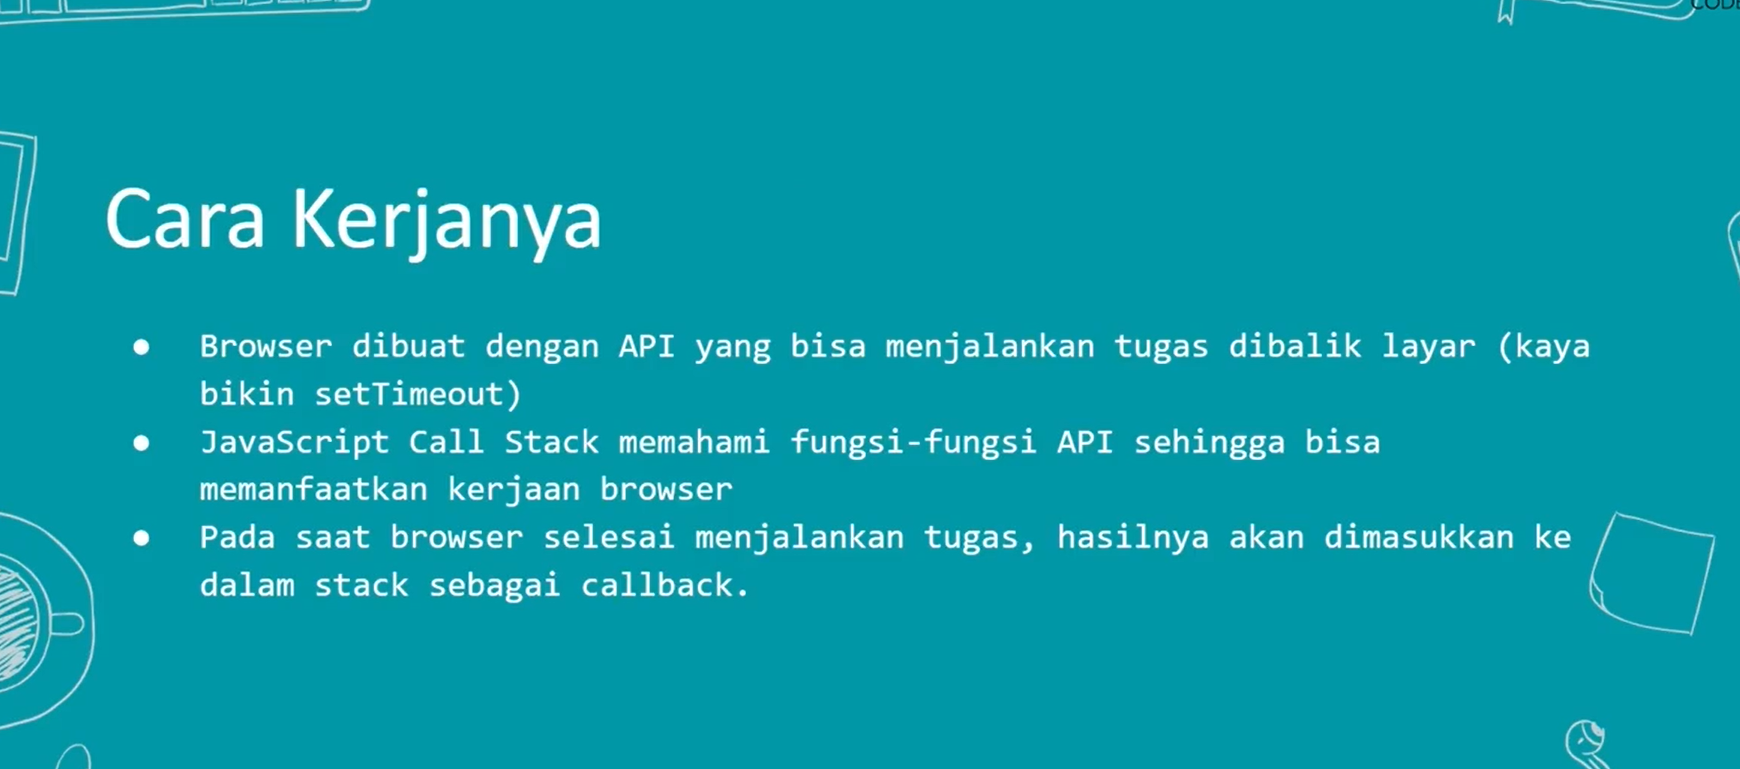 Cara Kerjanya
● Browser dibuat dengan API yang bisa menjalankan tugas dibalik layar (kaya
bikin setTimeout)
● JavaScript Call Stack memahami fungsi-fungsi API sehingga bisa
memanfaatkan kerjaan browser
● Pada saat browser selesai menjalankan tugas, hasilnya akan dimasukkan ke
dalam stack sebagai callback.